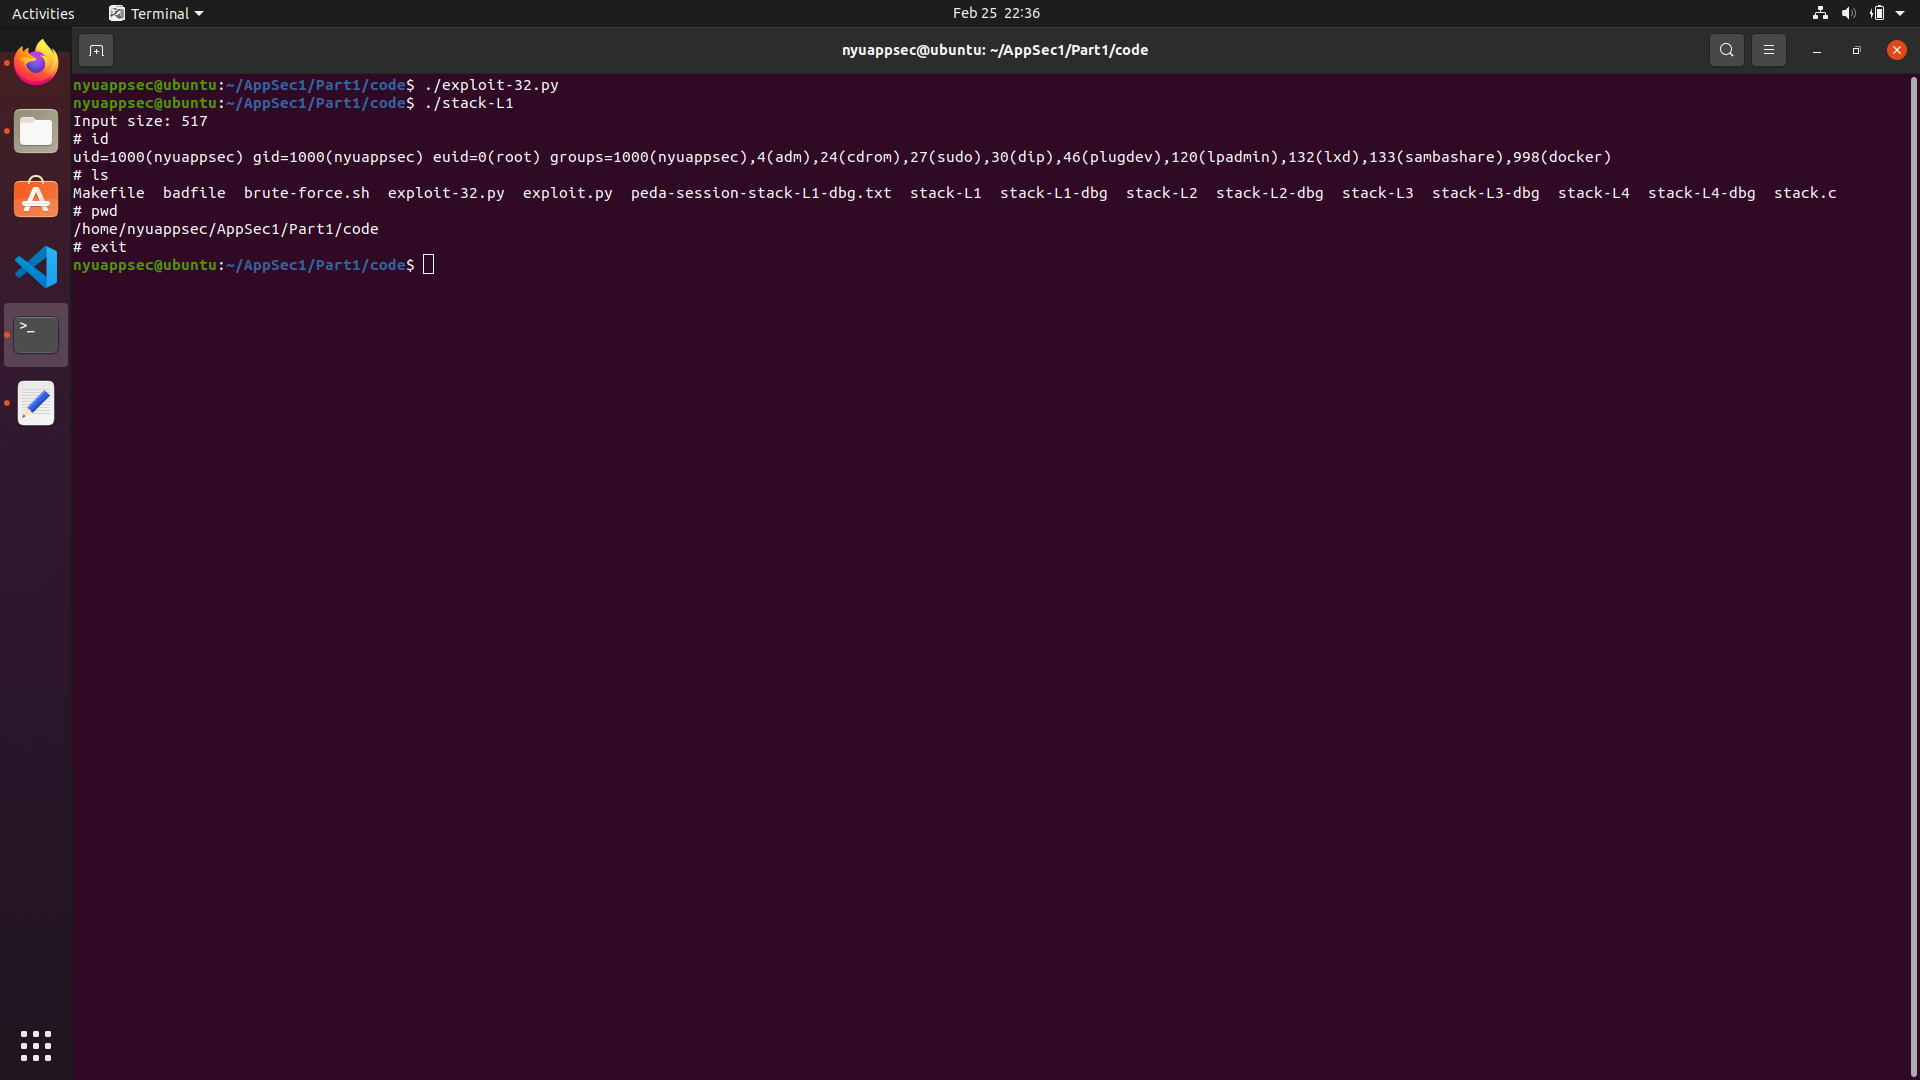 Activities Terminal Feb 25 22:36
nyuappsec@ubuntu: ~/AppSec1/Part1/code
nyuappsec@ubuntu:~/AppSec1/Part1/code$ ./exploit-32.py
nyuappsec@ubuntu:~/AppSec1/Part1/code$ ./stack-L1
Input size: 517
# id
uid=1000(nyuappsec) gid=1000(nyuappsec) euid=0(root) groups=1000(nyuappsec),4(adm),24(cdrom),27(sudo),30(dip),46(plugdev),120(lpadmin),132(lxd),133(sambashare),998(docker)
# ls
Makefile  badfile  brute-force.sh  exploit-32.py  exploit.py  peda-session-stack-L1-dbg.txt  stack-L1  stack-L1-dbg  stack-L2  stack-L2-dbg  stack-L3  stack-L3-dbg  stack-L4  stack-L4-dbg  stack.c
# pwd
/home/nyuappsec/AppSec1/Part1/code
# exit
nyuappsec@ubuntu:~/AppSec1/Part1/code$